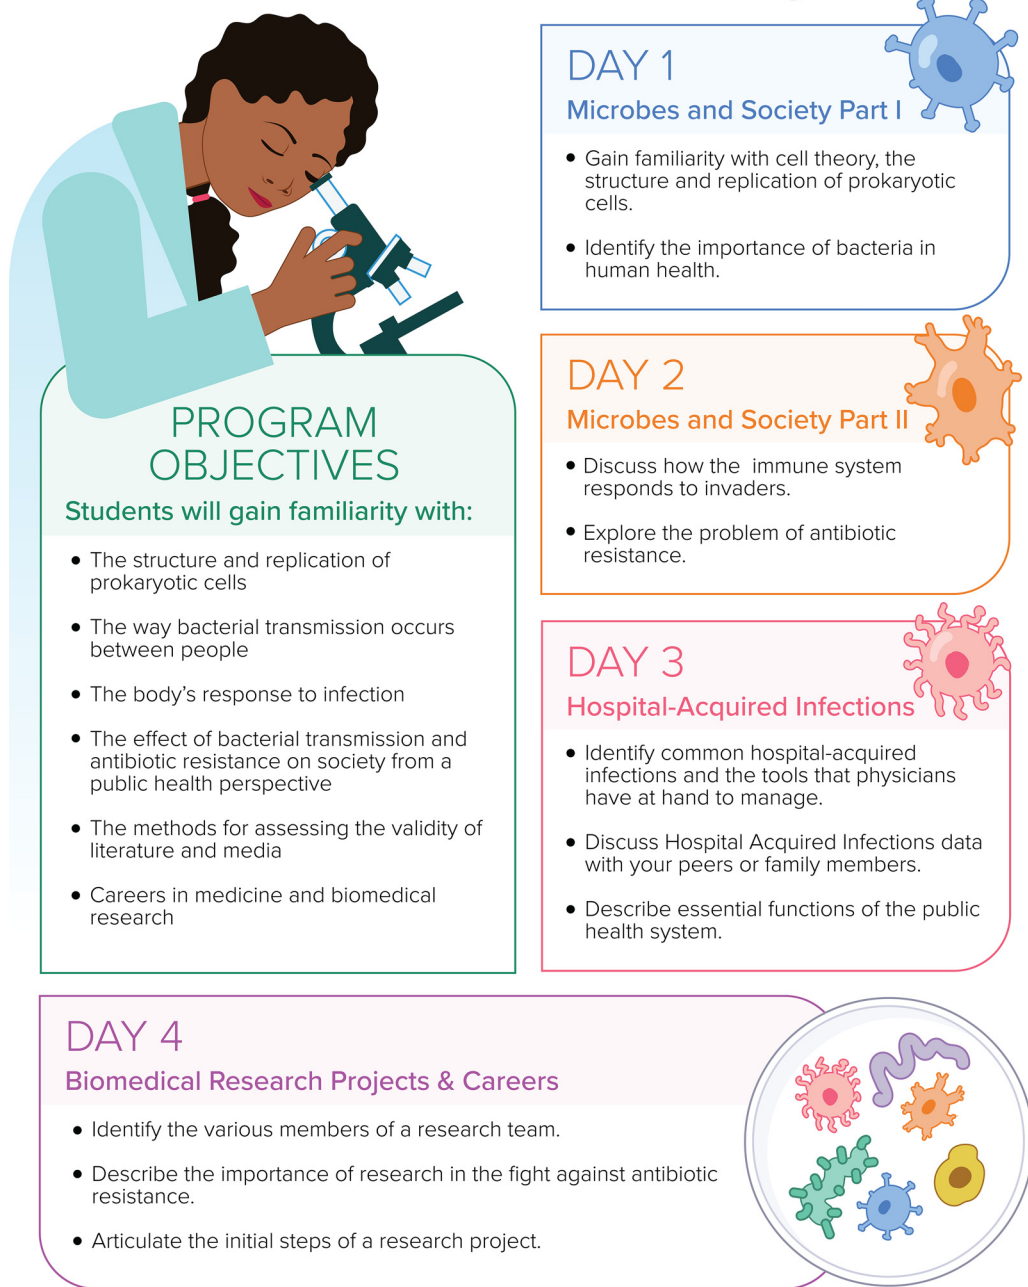 PROGRAM
OBJECTIVES
Students will gain familiarity with:
• The structure and replication of
prokaryotic cells
• The way bacterial transmission occurs
between people
• The body’s response to infection
• The effect of bacterial transmission and
antibiotic resistance on society from a
public health perspective
• The methods for assessing the validity of
literature and media
• Careers in medicine and biomedical
research
DAY 1
Microbes and Society Part I
• Gain familiarity with cell theory, the
structure and replication of prokaryotic
cells.
• Identify the importance of bacteria in
human health.
DAY 2
Microbes and Society Part II
• Discuss how the immune system
responds to invaders.
• Explore the problem of antibiotic
resistance.
DAY 3
Hospital-Acquired Infections
• Identify common hospital-acquired
infections and the tools that physicians
have at hand to manage.
• Discuss Hospital Acquired Infections data
with your peers or family members.
• Describe essential functions of the public
health system.
DAY 4
Biomedical Research Projects & Careers
• Identify the various members of a research team.
• Describe the importance of research in the fight against antibiotic
resistance.
• Articulate the initial steps of a research project.